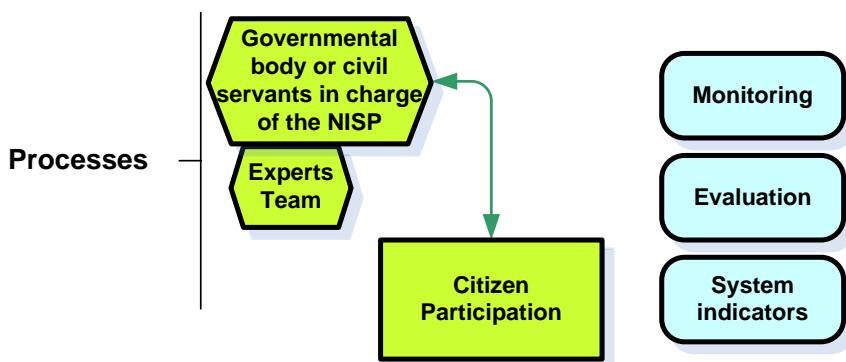 Processes
Governmental
body or civil
servants in charge
of the NISP
Experts
Team
Citizen
Participation
Monitoring
Evaluation
System
indicators